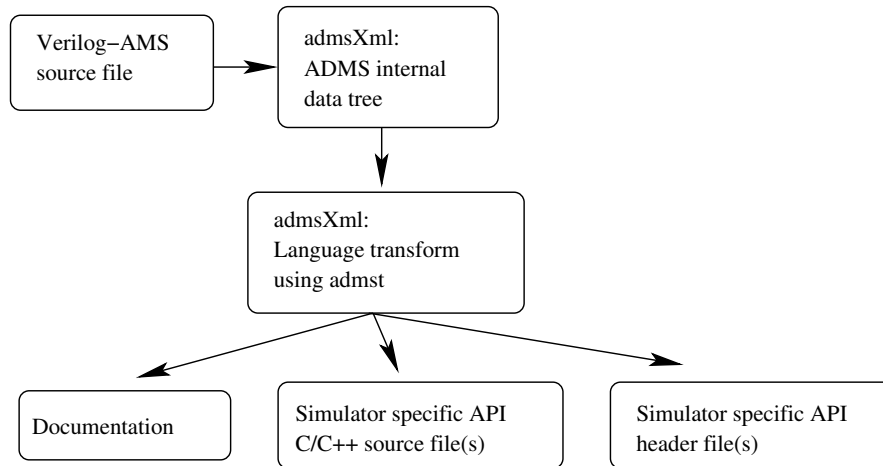 Verilog−AMS
source file
admsXml:
ADMS internal
data tree
admsXml:
Language transform
using admst
Documentation
Simulator specific API
C/C++ source file(s)
Simulator specific API
header file(s)